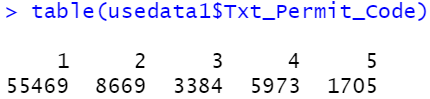 > table(usedata1$Txt_Permit_Code)
1 2 3 4 5
55469 8669 3384 5973 1705